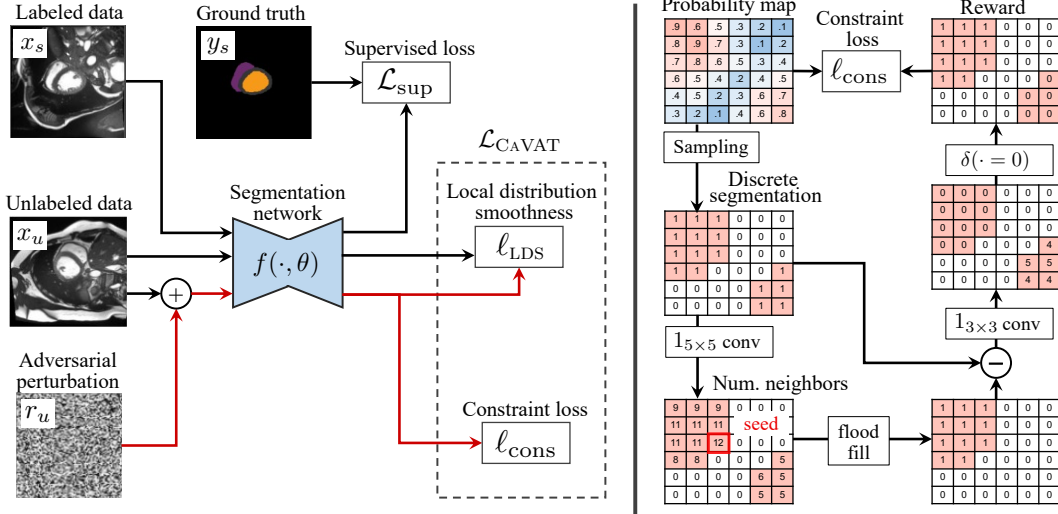 Labeled data
x_s
Ground truth
y_s
Supervised loss
ℒ_sup
ℒ_CAVAT
Segmentation
network
f(·, θ)
Local distribution
smoothness
ℓ_LDS
Unlabeled data
x_u
+
Adversarial
perturbation
r_u
Constraint loss
ℓ_cons
Probability map
.9 .6 .5 .3 .2 .1
.8 .9 .7 .3 .1 .2
.7 .8 .6 .5 .3 .2
.6 .5 .4 .2 .4 .5
.4 .5 .2 .3 .6 .7
.3 .2 .1 .4 .6 .8
Constraint
loss
ℓ_cons
Reward
1 1 1 0 0 0
1 1 1 0 0 0
1 1 1 0 0 0
1 1 0 0 0 0
0 0 0 0 0 0
0 0 0 0 0 0
Sampling
δ(· = 0)
Discrete
segmentation
1 1 1 0 0 0
1 1 1 0 0 0
1 1 1 0 0 0
1 1 0 0 0 1
0 0 0 0 1 1
0 0 0 0 1 1
0 0 0 0 0 0
0 0 0 0 0 0
0 0 0 0 0 0
0 0 0 0 0 4
0 0 0 0 5 5
0 0 0 0 4 4
1_5×5 conv
1_3×3 conv
−
Num. neighbors
9 9 9 0 0 0
11 11 11 seed
11 11 12 0 0 0
8 8 0 0 0 5
0 0 0 0 6 5
0 0 0 0 5 5
flood
fill
1 1 1 0 0 0
1 1 1 0 0 0
1 1 1 0 0 0
1 1 0 0 0 0
0 0 0 0 0 0
0 0 0 0 0 0